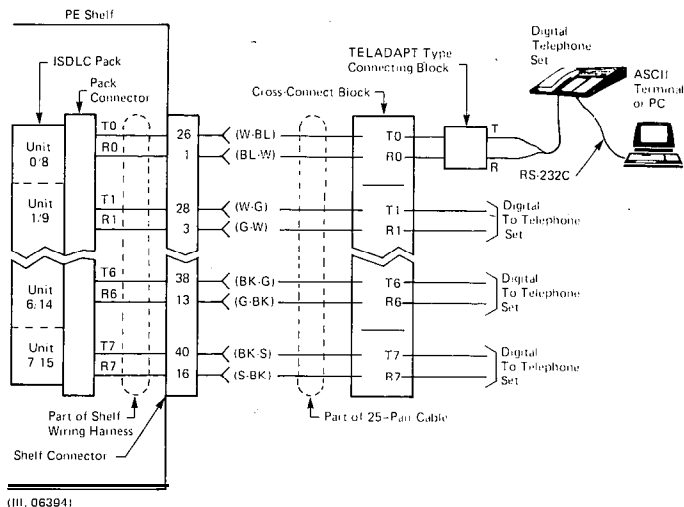 PE Shelf
ISDLC Pack
Pack
Connector
TELADAPT Type
Connecting Block
Cross-Connect Block
Digital
Telephone
Set
ASCII
Terminal
or PC
RS-232C
Unit
0/8
T0
R0
26
1
(W-BL)
(BL-W)
T0
R0
T
R
Unit
1/9
T1
R1
28
3
(W-G)
(G-W)
T1
R1
Digital
To Telephone
Set
Unit
6/14
T6
R6
38
13
(BK-G)
(G-BK)
T6
R6
Digital
To Telephone
Set
Unit
7 15
T7
R7
40
16
(BK-S)
(S-BK)
T7
R7
Digital
To Telephone
Set
Part of Shelf
Wiring Harness
Part of 25-Pair Cable
Shelf Connector
(Ill. 06394)